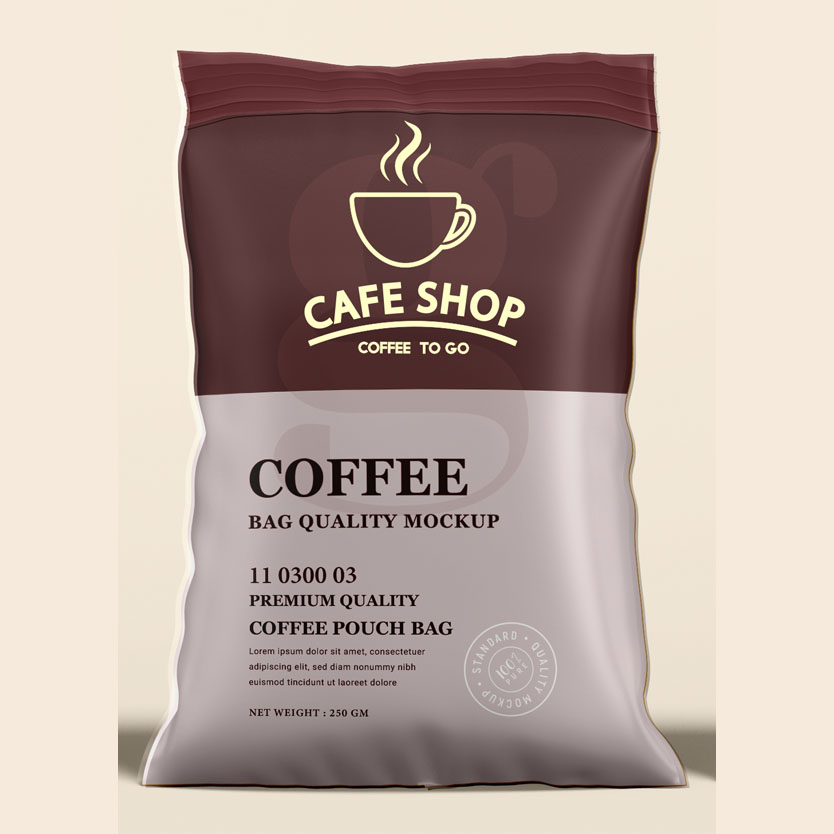 CAFE SHOP
COFFEE TO GO
COFFEE
BAG QUALITY MOCKUP
11 0300 03
PREMIUM QUALITY
COFFEE POUCH BAG
Lorem ipsum dolor sit amet, consectetuer
adipiscing elit, sed diam nonummy nibh
euismod tincidunt ut laoreet dolore
STANDARD • QUALITY MOCKUP •
100%
PURE
NET WEIGHT : 250 GM